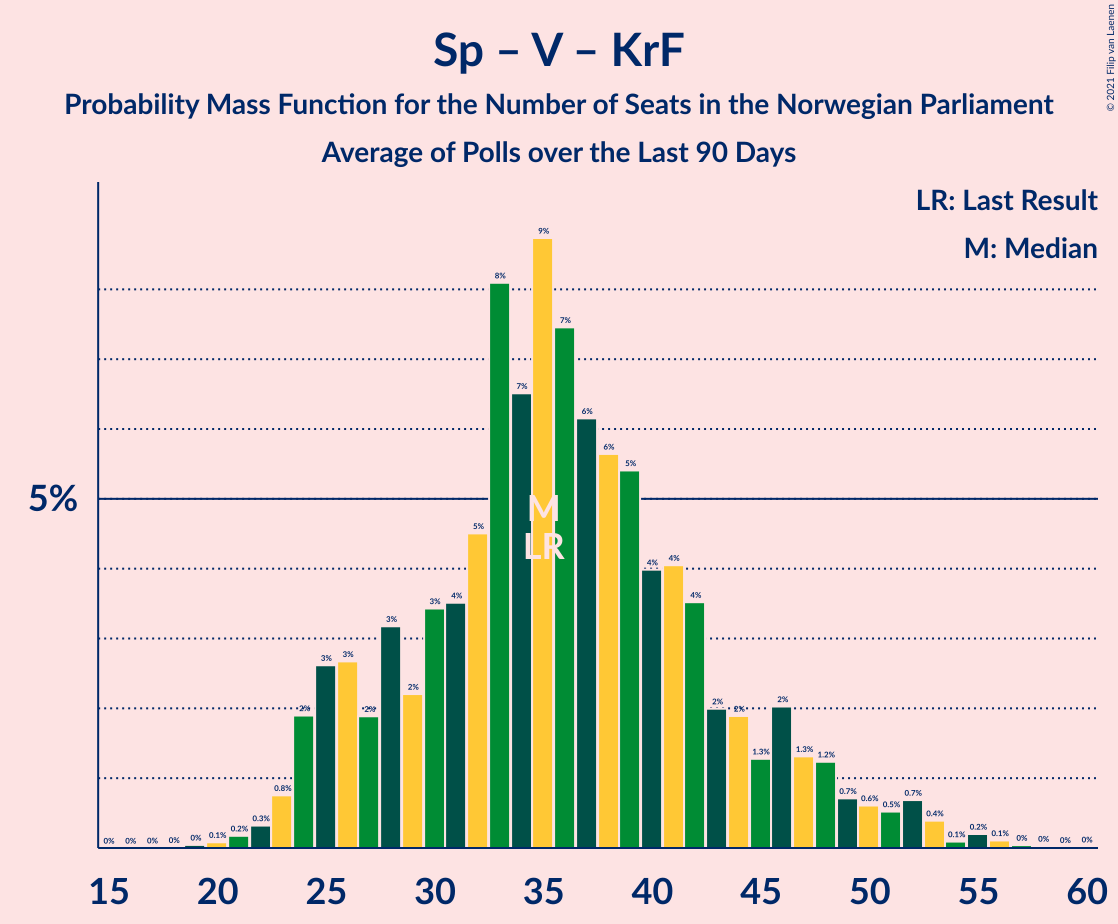 Sp – V – KrF
Probability Mass Function for the Number of Seats in the Norwegian Parliament
Average of Polls over the Last 90 Days
© 2021 Filip van Laenen
LR: Last Result
M: Median
5%
0% 0% 0% 0% 0% 0.1% 0.2% 0.3% 0.8% 2% 3% 3% 2% 3% 2% 3% 4% 5% 8% 7% 9% 7% 6% 6% 5% 4% 4% 4% 2% 2% 1.3% 2% 1.3% 1.2% 0.7% 0.6% 0.5% 0.7% 0.4% 0.1% 0.2% 0.1% 0% 0% 0% 0%
M
LR
15 20 25 30 35 40 45 50 55 60